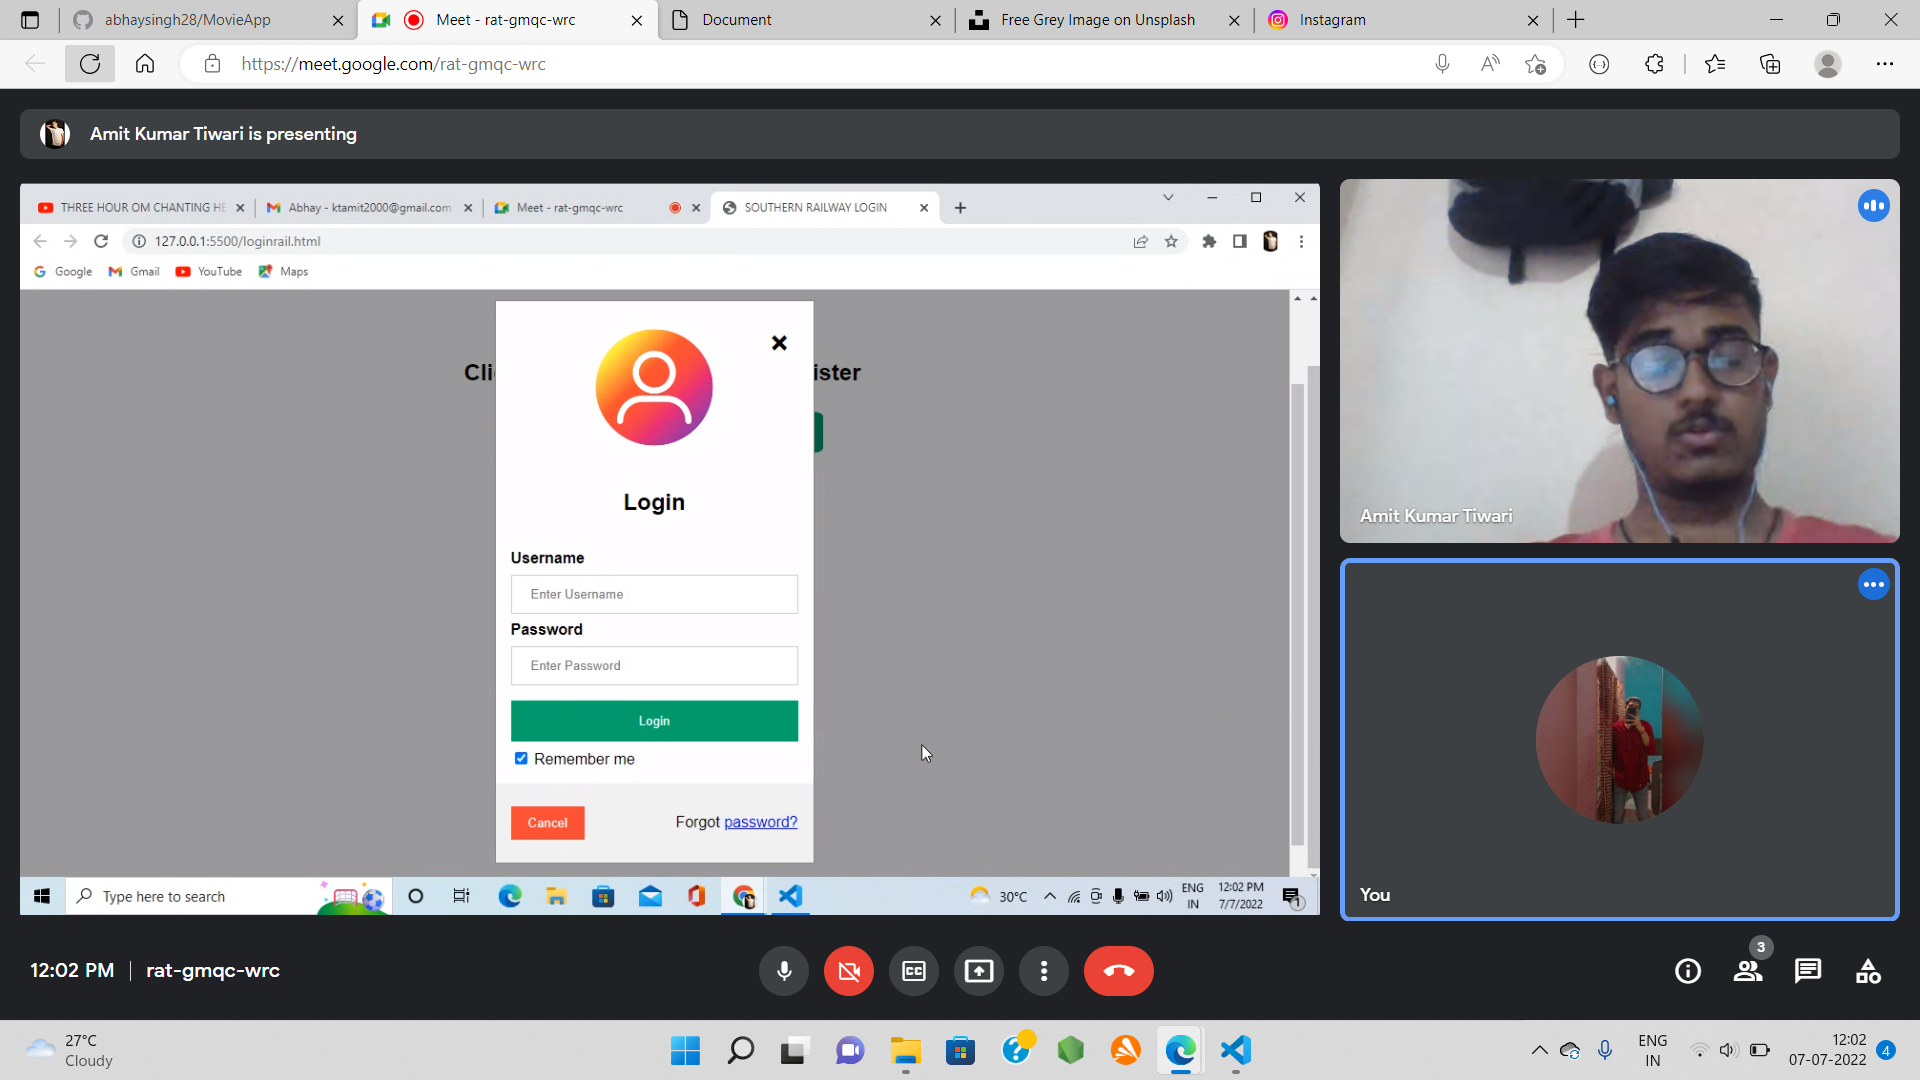 abhaysingh28/MovieApp
Meet - rat-gmqc-wrc
Document
Free Grey Image on Unsplash
Instagram
https://meet.google.com/rat-gmqc-wrc
Amit Kumar Tiwari is presenting
THREE HOUR OM CHANTING HE
Abhay - ktamit2000@gmail.com
Meet - rat-gmqc-wrc
SOUTHERN RAILWAY LOGIN
127.0.0.1:5500/loginrail.html
Google
Gmail
YouTube
Maps
Cli
ister
Login
Username
Enter Username
Password
Enter Password
Login
Remember me
Cancel
Forgot password?
Type here to search
30°C
ENG
IN
12:02 PM
7/7/2022
1
Amit Kumar Tiwari
You
12:02 PM
rat-gmqc-wrc
CC
3
27°C
Cloudy
ENG
IN
12:02
07-07-2022
4